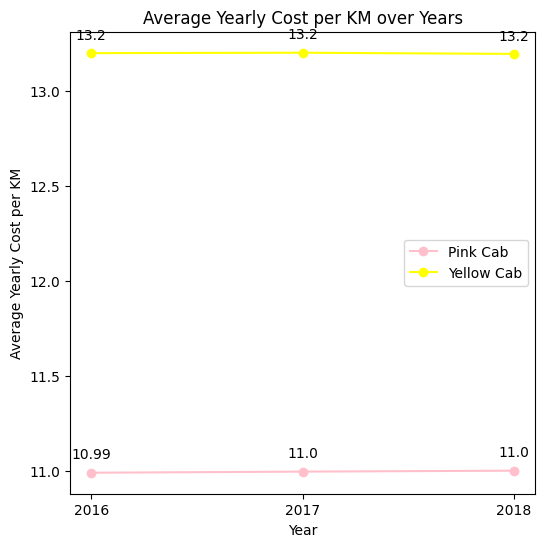 Average Yearly Cost per KM over Years
13.2
13.2
13.2
13.0
12.5
12.0
11.5
11.0
Average Yearly Cost per KM
Pink Cab
Yellow Cab
10.99
11.0
11.0
2016
2017
2018
Year